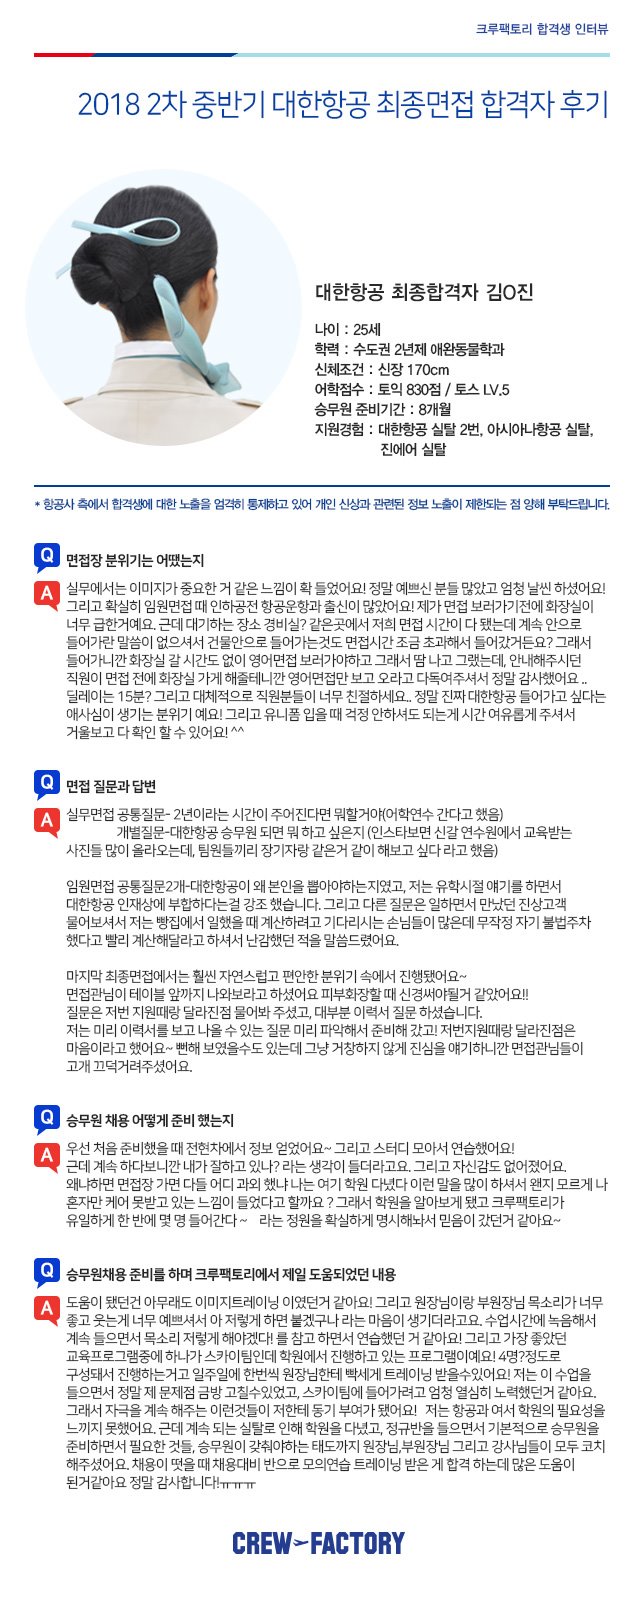 크루팩토리 합격생 인터뷰
2018 2차 중반기 대한항공 최종면접 합격자 후기
대한항공 최종합격자 김O진
나이 : 25세
학력 : 수도권 2년제 애완동물학과
신체조건 : 신장 170cm
어학점수 : 토익 830점 / 토스 LV.5
승무원 준비기간 : 8개월
지원경험 : 대한항공 실탈 2번, 아시아나항공 실탈,
진에어 실탈
* 항공사 측에서 합격생에 대한 노출을 엄격히 통제하고 있어 개인 신상과 관련된 정보 노출이 제한되는 점 양해 부탁드립니다.
Q 면접장 분위기는 어땠는지
A 실무에서는 이미지가 중요한 거 같은 느낌이 확 들었어요! 정말 예쁘신 분들 많았고 엄청 날씬 하셨어요!
그리고 확실히 임원면접 때 인하공전 항공운항과 출신이 많았어요! 제가 면접 보러가기전에 화장실이
너무 급한거예요. 근데 대기하는 장소 경비실? 같은곳에서 저희 면접 시간이 다 됐는데 계속 안으로
들어가란 말씀이 없으셔서 건물안으로 들어가는것도 면접시간 조금 초과해서 들어갔거든요? 그래서
들어가니깐 화장실 갈 시간도 없이 영어면접 보러가야하고 그래서 땀 나고 그랬는데, 안내해주시던
직원이 면접 전에 화장실 가게 해줄테니깐 영어면접만 보고 오라고 다독여주셔서 정말 감사했어요 ..
딜레이는 15분? 그리고 대체적으로 직원분들이 너무 친절하세요.. 정말 진짜 대한항공 들어가고 싶다는
애사심이 생기는 분위기 예요! 그리고 유니폼 입을 때 걱정 안하셔도 되는게 시간 여유롭게 주셔서
거울보고 다 확인 할 수 있어요! ^^
Q 면접 질문과 답변
A 실무면접 공통질문- 2년이라는 시간이 주어진다면 뭐할거야(어학연수 간다고 했음)
개별질문-대한항공 승무원 되면 뭐 하고 싶은지 (인스타보면 신갈 연수원에서 교육받는
사진들 많이 올라오는데, 팀원들끼리 장기자랑 같은거 같이 해보고 싶다 라고 했음)
임원면접 공통질문2개-대한항공이 왜 본인을 뽑아야하는지였고, 저는 유학시절 얘기를 하면서
대한항공 인재상에 부합하다는걸 강조 했습니다. 그리고 다른 질문은 일하면서 만났던 진상고객
물어보셔서 저는 빵집에서 일했을 때 계산하려고 기다리시는 손님들이 많은데 무작정 자기 불법주차
했다고 빨리 계산해달라고 하셔서 난감했던 적을 말씀드렸어요.
마지막 최종면접에서는 훨씬 자연스럽고 편안한 분위기 속에서 진행됐어요~
면접관님이 테이블 앞까지 나와보라고 하셨어요 피부화장할 때 신경써야될거 같았어요!!
질문은 저번 지원때랑 달라진점 물어봐 주셨고, 대부분 이력서 질문 하셨습니다.
저는 미리 이력서를 보고 나올 수 있는 질문 미리 파악해서 준비해 갔고! 저번지원때랑 달라진점은
마음이라고 했어요~ 뻔해 보였을수도 있는데 그냥 거창하지 않게 진심을 얘기하니깐 면접관님들이
고개 끄덕거려주셨어요.
Q 승무원 채용 어떻게 준비 했는지
A 우선 처음 준비했을 때 전현차에서 정보 얻었어요~ 그리고 스터디 모아서 연습했어요!
근데 계속 하다보니깐 내가 잘하고 있나? 라는 생각이 들더라고요. 그리고 자신감도 없어졌어요.
왜냐하면 면접장 가면 다들 어디 과외 했냐 나는 여기 학원 다녔다 이런 말을 많이 하셔서 왠지 모르게 나
혼자만 케어 못받고 있는 느낌이 들었다고 할까요 ? 그래서 학원을 알아보게 됐고 크루팩토리가
유일하게 한 반에 몇 명 들어간다 ~ 라는 정원을 확실하게 명시해놔서 믿음이 갔던거 같아요~
Q 승무원채용 준비를 하며 크루팩토리에서 제일 도움되었던 내용
A 도움이 됐던건 아무래도 이미지트레이닝 이였던거 같아요! 그리고 원장님이랑 부원장님 목소리가 너무
좋고 웃는게 너무 예쁘셔서 아 저렇게 하면 붙겠구나 라는 마음이 생기더라고요. 수업시간에 녹음해서
계속 들으면서 목소리 저렇게 해야겠다! 를 참고 하면서 연습했던 거 같아요! 그리고 가장 좋았던
교육프로그램중에 하나가 스카이팀인데 학원에서 진행하고 있는 프로그램이예요! 4명?정도로
구성돼서 진행하는거고 일주일에 한번씩 원장님한테 빡세게 트레이닝 받을수있어요! 저는 이 수업을
들으면서 정말 제 문제점 금방 고칠수있었고, 스카이팀에 들어가려고 엄청 열심히 노력했던거 같아요.
그래서 자극을 계속 해주는 이런것들이 저한테 동기 부여가 됐어요! 저는 항공과 여서 학원의 필요성을
느끼지 못했어요. 근데 계속 되는 실탈로 인해 학원을 다녔고, 정규반을 들으면서 기본적으로 승무원을
준비하면서 필요한 것들, 승무원이 갖춰야하는 태도까지 원장님,부원장님 그리고 강사님들이 모두 코치
해주셨어요. 채용이 떳을 때 채용대비 반으로 모의연습 트레이닝 받은 게 합격 하는데 많은 도움이
된거같아요 정말 감사합니다!ㅠㅠㅠ
CREW FACTORY